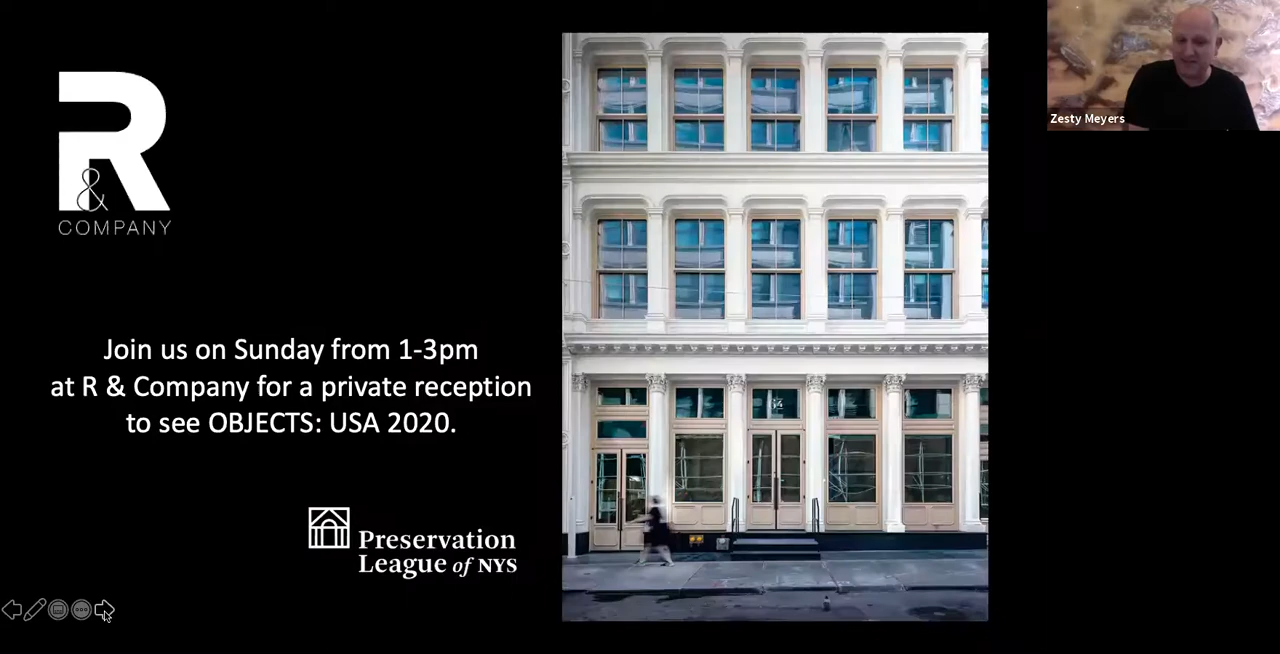 R
&
COMPANY
Join us on Sunday from 1-3pm
at R & Company for a private reception
to see OBJECTS: USA 2020.
Preservation
League of NYS
Zesty Meyers